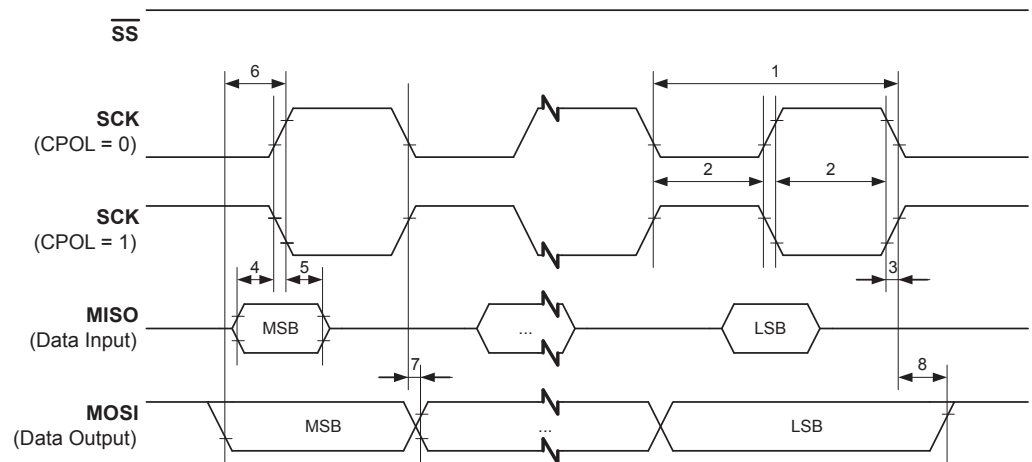 SS
6
1
SCK
(CPOL = 0)
2
2
SCK
(CPOL = 1)
4
5
3
MISO
(Data Input)
MSB
...
LSB
7
8
MOSI
(Data Output)
MSB
...
LSB